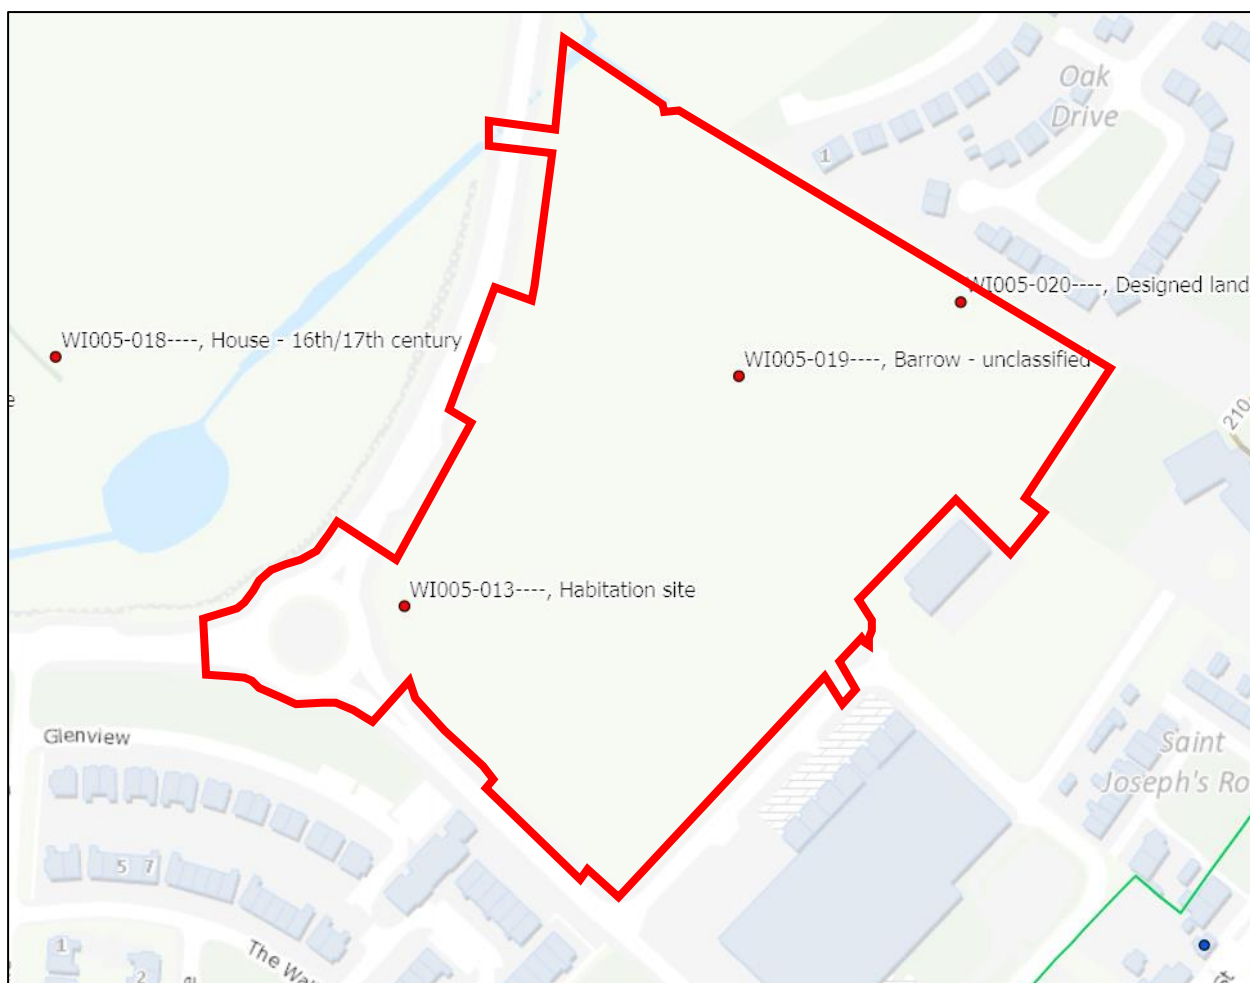 Oak
Drive
1
WI005-020----, Designed land
WI005-018----, House - 16th/17th century
WI005-019----, Barrow - unclassified
e
210
WI005-013----, Habitation site
Glenview
Saint
Joseph's Ro
5 7
1
The Wa
2
e
st